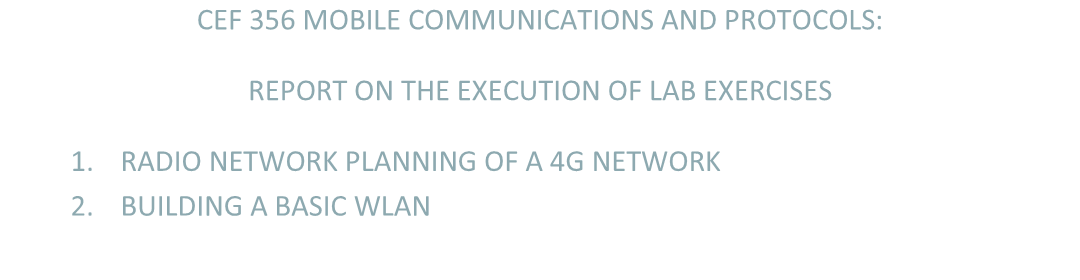 CEF 356 MOBILE COMMUNICATIONS AND PROTOCOLS:
REPORT ON THE EXECUTION OF LAB EXERCISES
1. RADIO NETWORK PLANNING OF A 4G NETWORK
2. BUILDING A BASIC WLAN